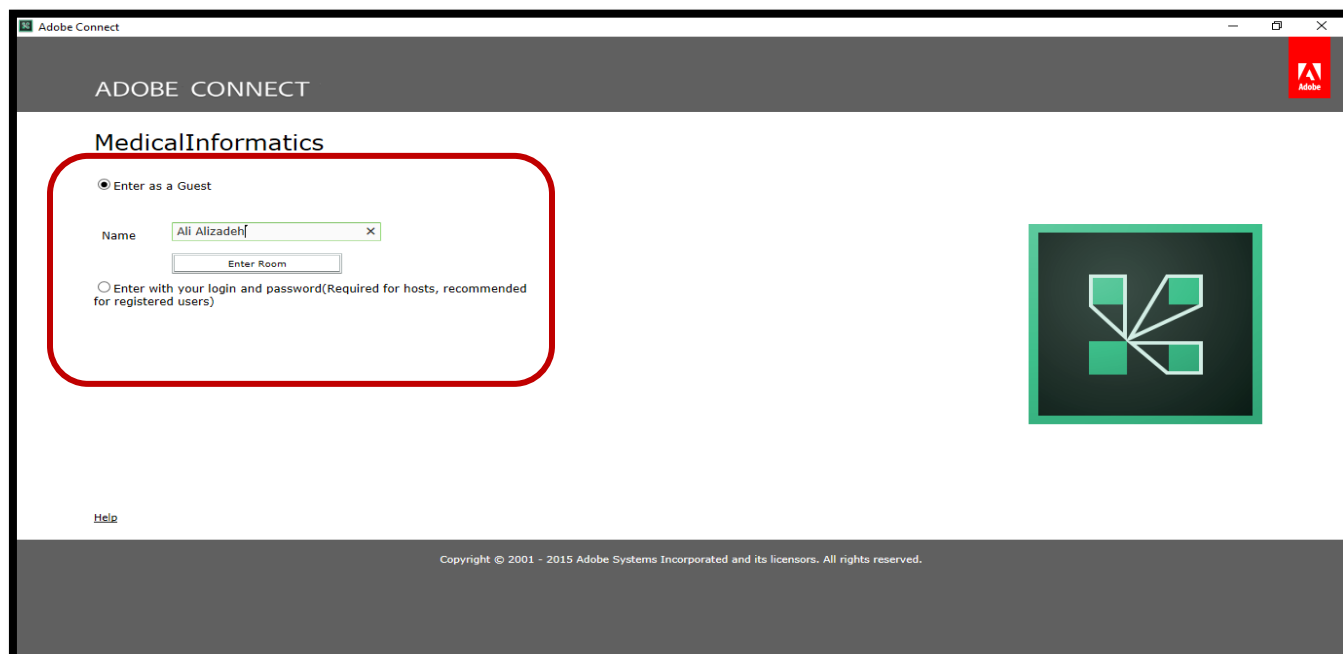 Adobe Connect
ADOBE CONNECT
Adobe
MedicalInformatics
Enter as a Guest
Name
Ali Alizadeh
Enter Room
Enter with your login and password(Required for hosts, recommended
for registered users)
Help
Copyright © 2001 - 2015 Adobe Systems Incorporated and its licensors. All rights reserved.